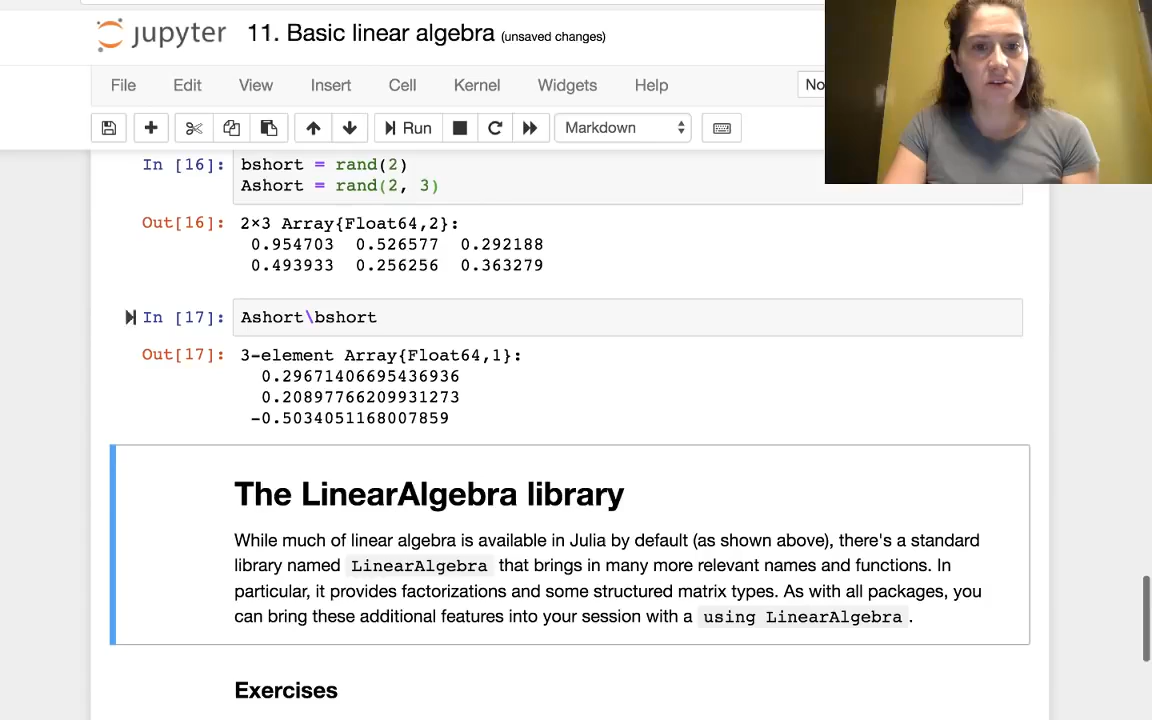 jupyter 11. Basic linear algebra (unsaved changes)
File Edit View Insert Cell Kernel Widgets Help No
Run Markdown
In [16]: bshort = rand(2)
Ashort = rand(2, 3)
Out[16]: 2×3 Array{Float64,2}:
0.954703 0.526577 0.292188
0.493933 0.256256 0.363279
In [17]: Ashort\bshort
Out[17]: 3-element Array{Float64,1}:
0.29671406695436936
0.20897766209931273
-0.5034051168007859
The LinearAlgebra library
While much of linear algebra is available in Julia by default (as shown above), there's a standard
library named LinearAlgebra that brings in many more relevant names and functions. In
particular, it provides factorizations and some structured matrix types. As with all packages, you
can bring these additional features into your session with a using LinearAlgebra .
Exercises